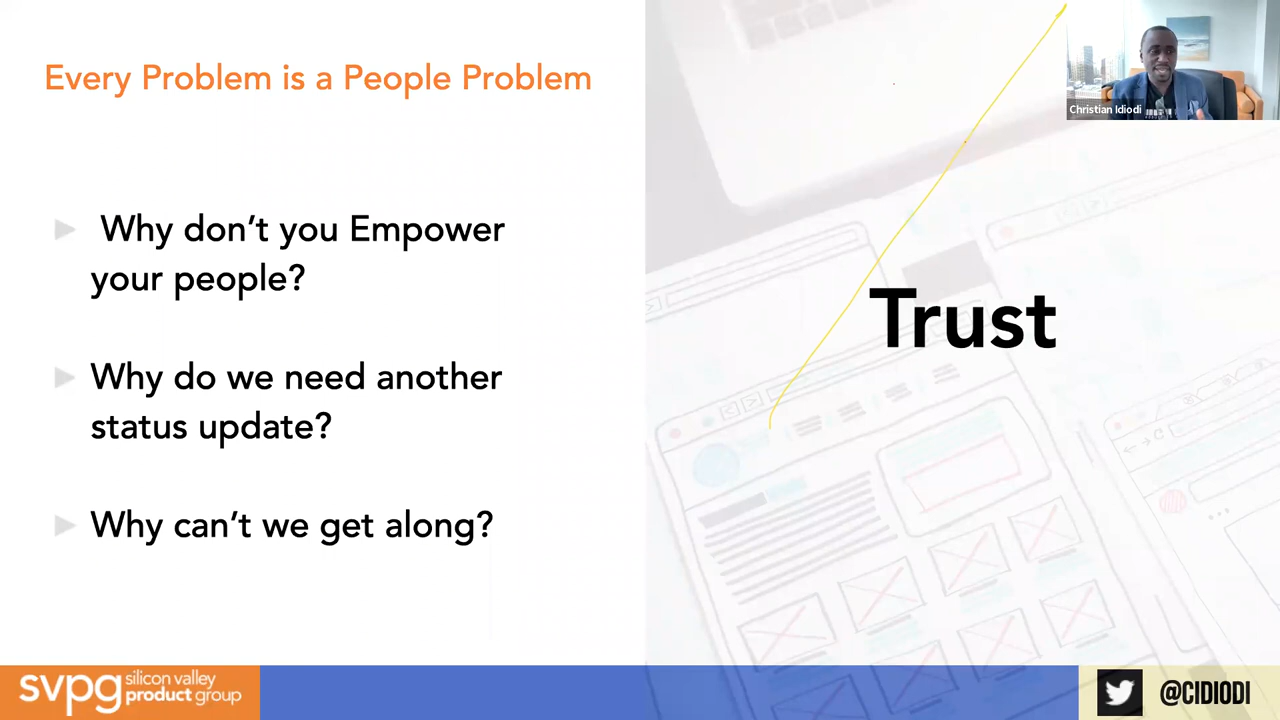 Every Problem is a People Problem
Christian Idiodi
Why don't you Empower
your people?
Why do we need another
status update?
Why can't we get along?
Trust
svpg silicon valley
product group
@CIDIODI